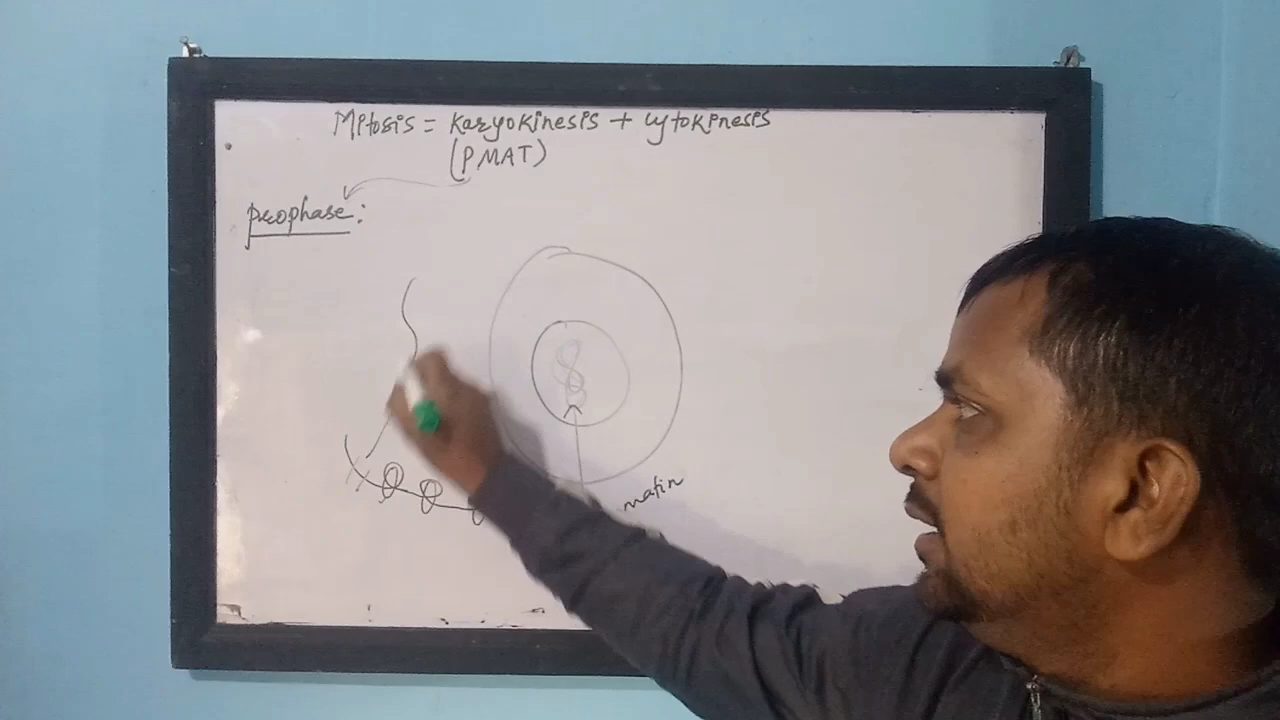 Mitosis = Karyokinesis + cytokinesis
(PMAT)
prophase:
matin